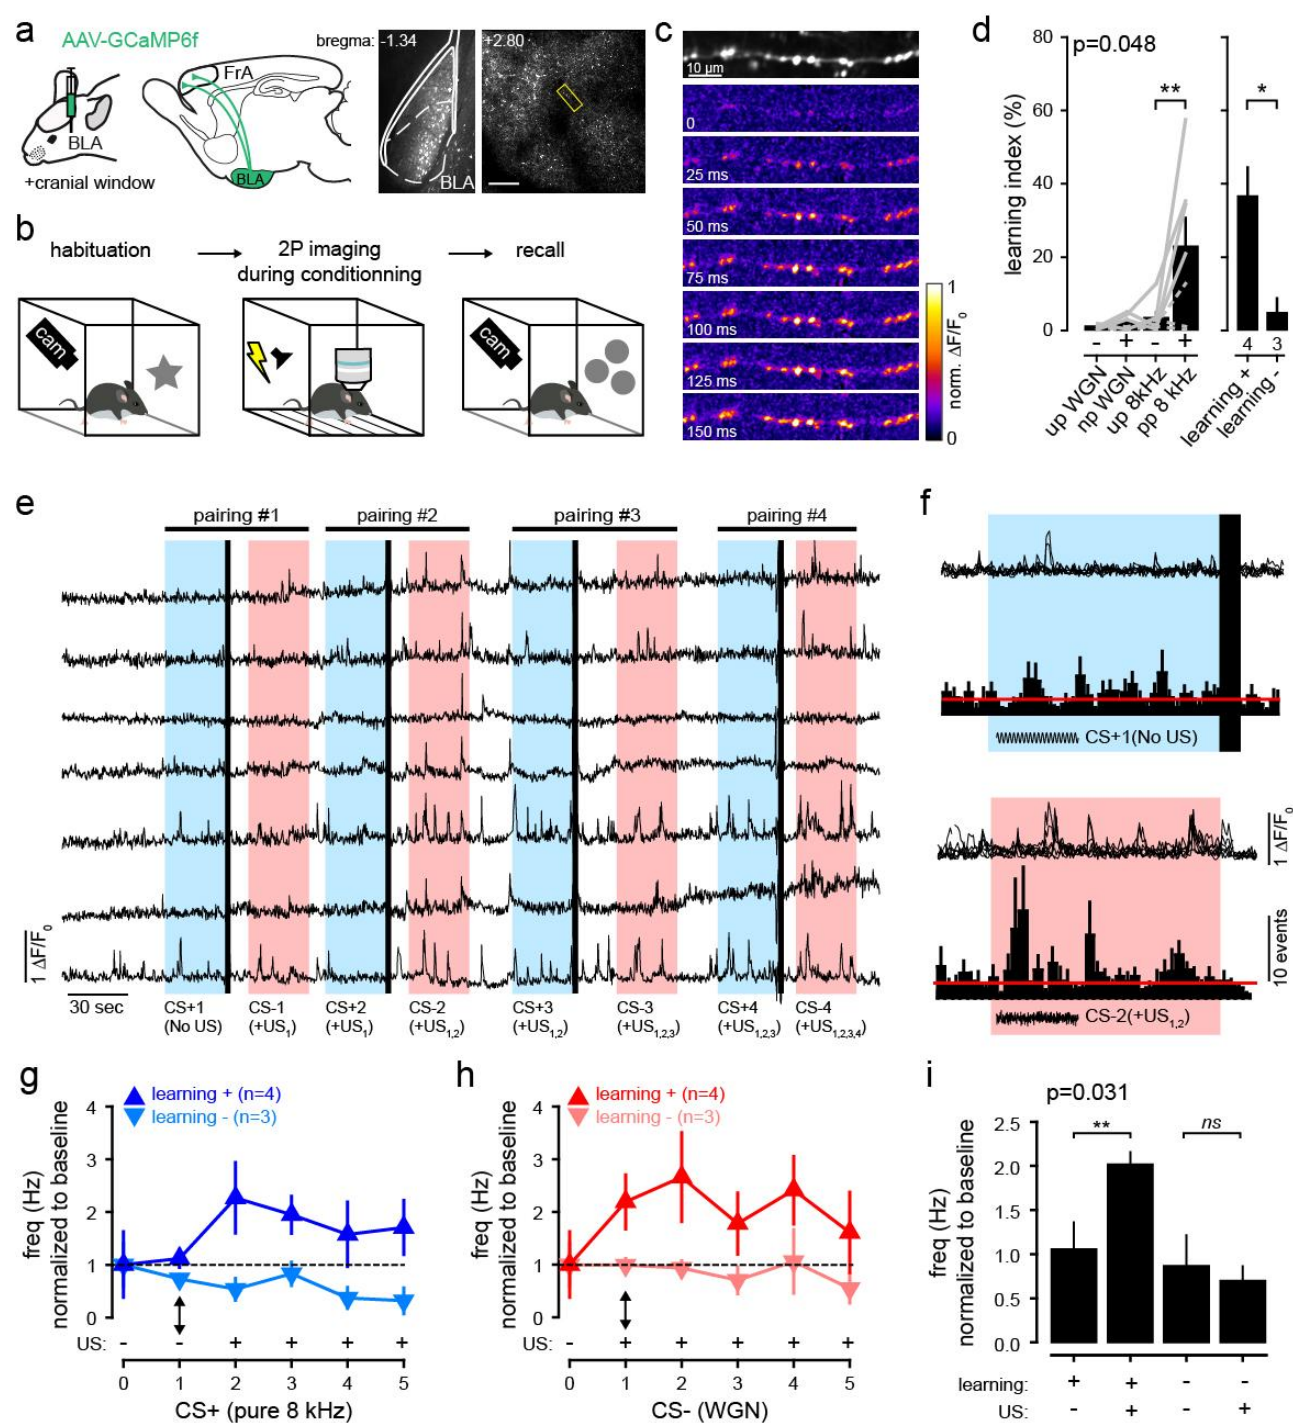 a
AAV-GCaMP6f
BLA
+cranial window
FrA
BLA
bregma: -1.34
BLA
+2.80
b
habituation
2P imaging
during conditionning
recall
cam
cam
c
10 µm
0
25 ms
50 ms
75 ms
100 ms
125 ms
150 ms
1
0
norm. ΔF/F0
d
p=0.048
**
*
learning index (%)
80
60
40
20
0
- + - +
4 3
up WGN
np WGN
up 8kHz
pp 8 kHz
learning +
learning -
e
pairing #1 pairing #2 pairing #3 pairing #4
1 ΔF/F0
30 sec
CS+1 CS-1 CS+2 CS-2 CS+3 CS-3 CS+4 CS-4
(No US) (+US1) (+US1) (+US1,2) (+US1,2) (+US1,2,3) (+US1,2,3) (+US1,2,3,4)
f
CS+1(No US)
1 ΔF/F0
10 events
CS-2(+US1,2)
g
learning + (n=4)
learning - (n=3)
freq (Hz)
normalized to baseline
4
3
2
1
0
US: - - + + + +
0 1 2 3 4 5
CS+ (pure 8 kHz)
h
learning + (n=4)
learning - (n=3)
freq (Hz)
normalized to baseline
4
3
2
1
0
US: - + + + + +
0 1 2 3 4 5
CS- (WGN)
i
p=0.031
** ns
freq (Hz)
normalized to baseline
2.5
2.0
1.5
1.0
0.5
0.0
learning: + + - -
US: - + - +